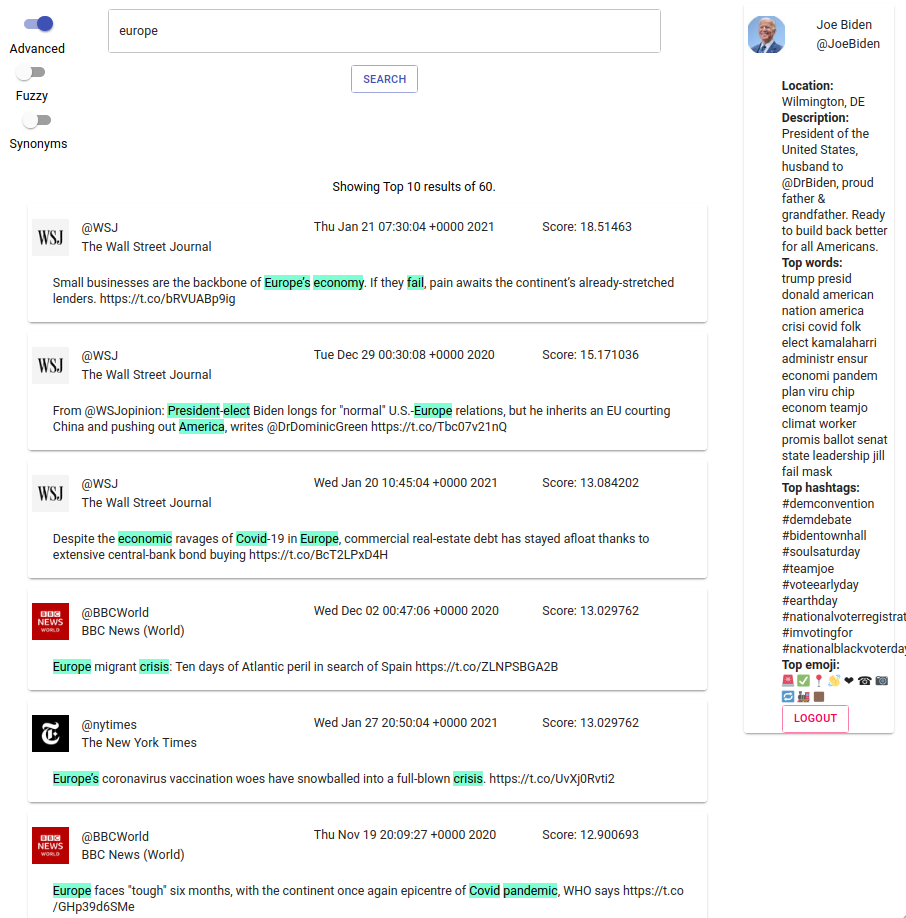 Advanced
Fuzzy
Synonyms
europe
SEARCH
Showing Top 10 results of 60.
WSJ
@WSJ
The Wall Street Journal
Thu Jan 21 07:30:04 +0000 2021
Score: 18.51463
Small businesses are the backbone of Europe's economy. If they fail, pain awaits the continent's already-stretched
lenders. https://t.co/bRVUABp9ig
WSJ
@WSJ
The Wall Street Journal
Tue Dec 29 00:30:08 +0000 2020
Score: 15.171036
From @WSJopinion: President-elect Biden longs for "normal" U.S.-Europe relations, but he inherits an EU courting
China and pushing out America, writes @DrDominicGreen https://t.co/Tbc07v21nQ
WSJ
@WSJ
The Wall Street Journal
Wed Jan 20 10:45:04 +0000 2021
Score: 13.084202
Despite the economic ravages of Covid-19 in Europe, commercial real-estate debt has stayed afloat thanks to
extensive central-bank bond buying https://t.co/BcT2LPxD4H
BBC
NEWS
WORLD
@BBCWorld
BBC News (World)
Wed Dec 02 00:47:06 +0000 2020
Score: 13.029762
Europe migrant crisis: Ten days of Atlantic peril in search of Spain https://t.co/ZLNPSBGA2B
@nytimes
The New York Times
Wed Jan 27 20:50:04 +0000 2021
Score: 13.029762
Europe's coronavirus vaccination woes have snowballed into a full-blown crisis. https://t.co/UvXj0Rvti2
BBC
NEWS
WORLD
@BBCWorld
BBC News (World)
Thu Nov 19 20:09:27 +0000 2020
Score: 12.900693
Europe faces "tough" six months, with the continent once again epicentre of Covid pandemic, WHO says https://t.co
/GHp39d6SMe
Joe Biden
@JoeBiden
Location:
Wilmington, DE
Description:
President of the
United States,
husband to
@DrBiden, proud
father &
grandfather. Ready
to build back better
for all Americans.
Top words:
trump presid
donald american
nation america
crisi covid folk
elect kamalaharri
administr ensur
economi pandem
plan viru chip
econom teamjo
climat worker
promis ballot senat
state leadership jill
fail mask
Top hashtags:
#demconvention
#demdebate
#bidentownhall
#soulsaturday
#teamjoe
#voteearlyday
#earthday
#nationalvoterregistrat
#imvotingfor
#nationalblackvoterday
Top emoji:
🚨 ✅ 📍 👏 ❤ ☎ 📷
🔁 🚂 🟫
LOGOUT